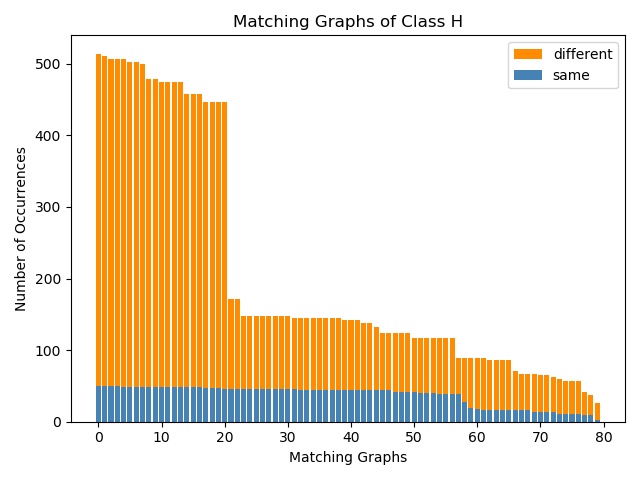 Matching Graphs of Class H
different
same
Number of Occurrences
500
400
300
200
100
0
0 10 20 30 40 50 60 70 80
Matching Graphs